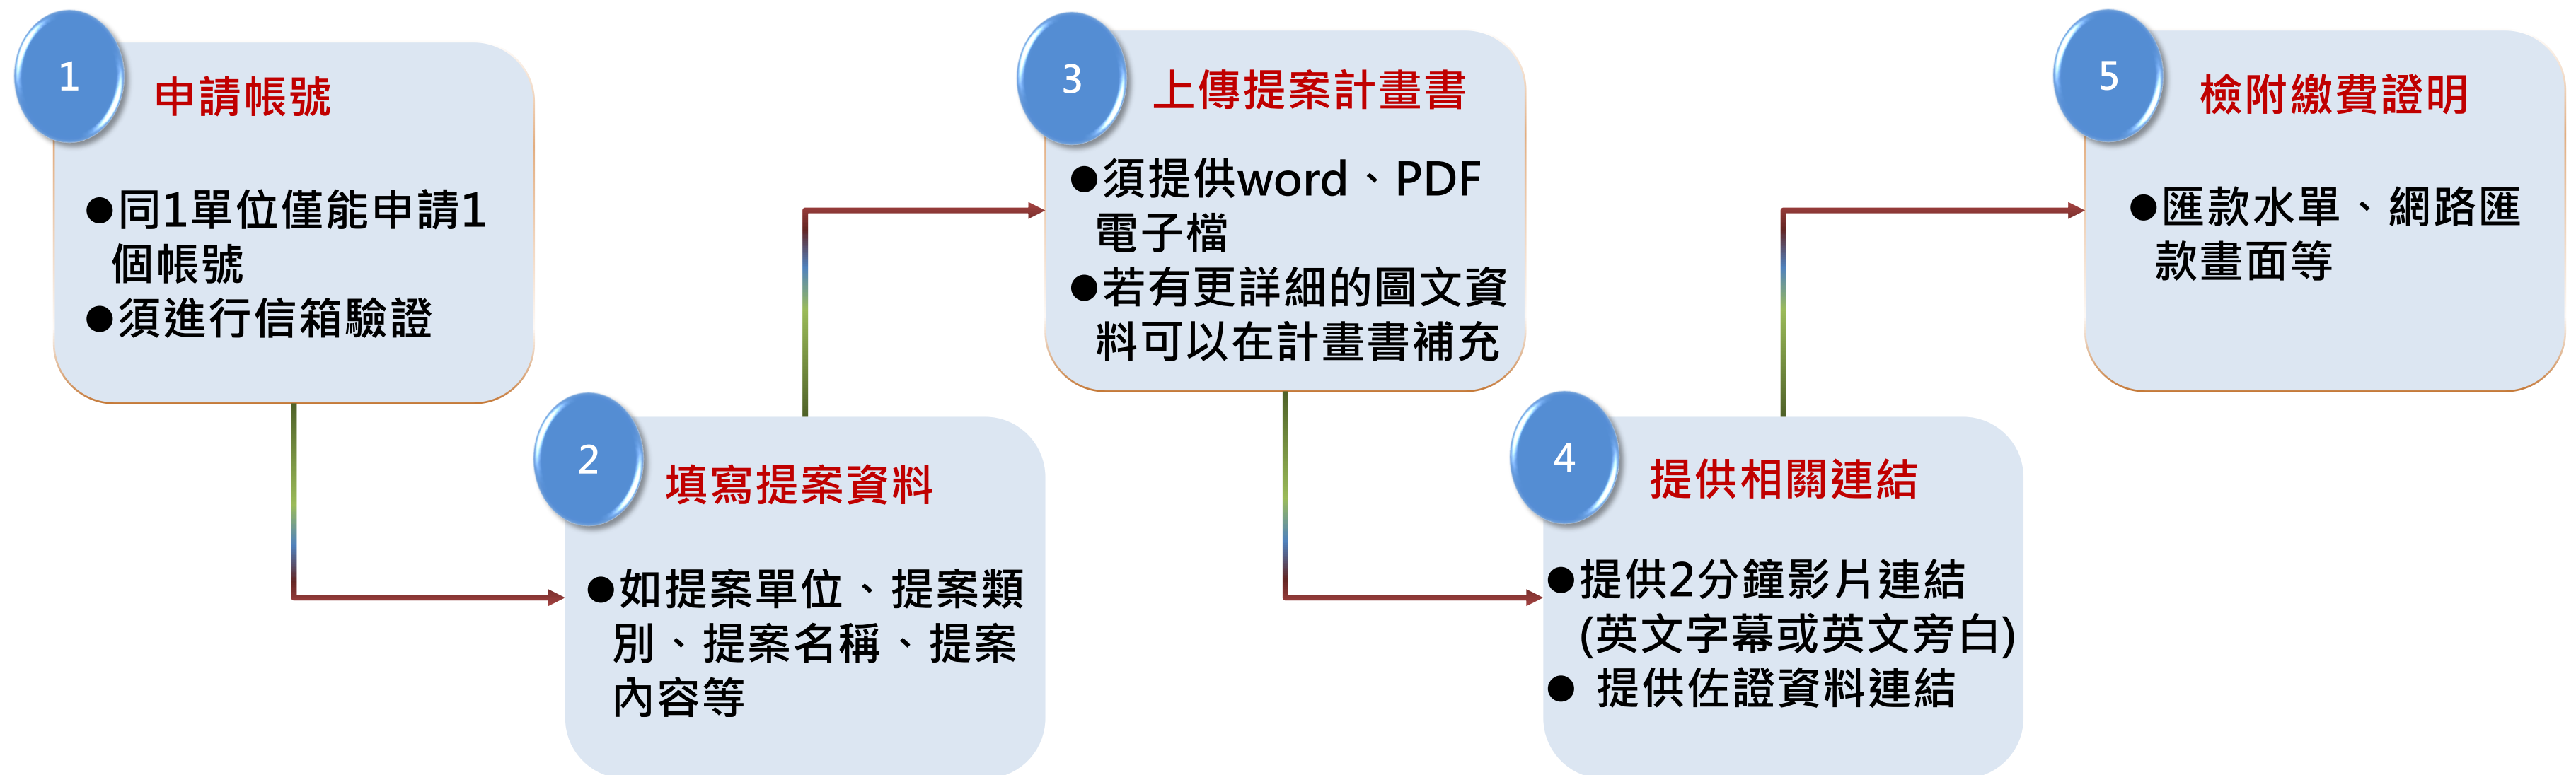 1
申請帳號
●同1單位僅能申請1
個帳號
●須進行信箱驗證
2
填寫提案資料
●如提案單位、提案類
別、提案名稱、提案
內容等
3
上傳提案計畫書
●須提供word、PDF
電子檔
●若有更詳細的圖文資
料可以在計畫書補充
4
提供相關連結
●提供2分鐘影片連結
(英文字幕或英文旁白)
● 提供佐證資料連結
5
檢附繳費證明
●匯款水單、網路匯
款畫面等